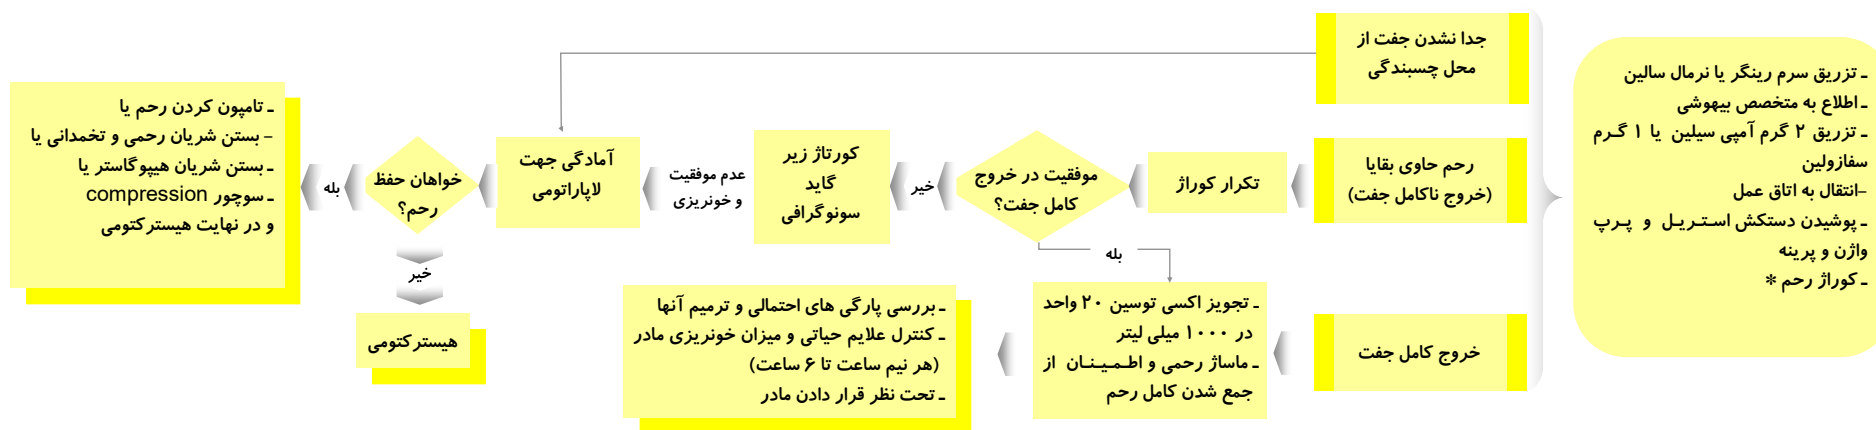 ـ تزریق سرم رینگر یا نرمال سالین
ـ اطلاع به متخصص بیهوشی
ـ تزریق ۲ گرم آمپی سیلین یا ۱ گرم
سفازولین
–انتقال به اتاق عمل
ـ پوشیدن دستکش استریل و پرپ
واژن و پرینه
ـ کوراژ رحم *
جدا نشدن جفت از
محل چسبندگی
رحم حاوی بقایا
(خروج ناکامل جفت)
خروج کامل جفت
تکرار کوراژ
موفقیت در خروج
کامل جفت؟
خیر
بله
کورتاژ زیر
گاید
سونوگرافی
عدم موفقیت
و خونریزی
آمادگی جهت
لاپاراتومی
خواهان حفظ
رحم؟
بله
خیر
هیسترکتومی
ـ تامپون کردن رحم یا
– بستن شریان رحمی و تخمدانی یا
ـ بستن شریان هیپوگاستر یا
ـ سوچور compression
و در نهایت هیسترکتومی
ـ تجویز اکسی توسین ۲۰ واحد
در ۱۰۰۰ میلی لیتر
ـ ماساژ رحمی و اطمینان از
جمع شدن کامل رحم
ـ بررسی پارگی های احتمالی و ترمیم آنها
ـ کنترل علایم حیاتی و میزان خونریزی مادر
(هر نیم ساعت تا ۶ ساعت)
ـ تحت نظر قرار دادن مادر